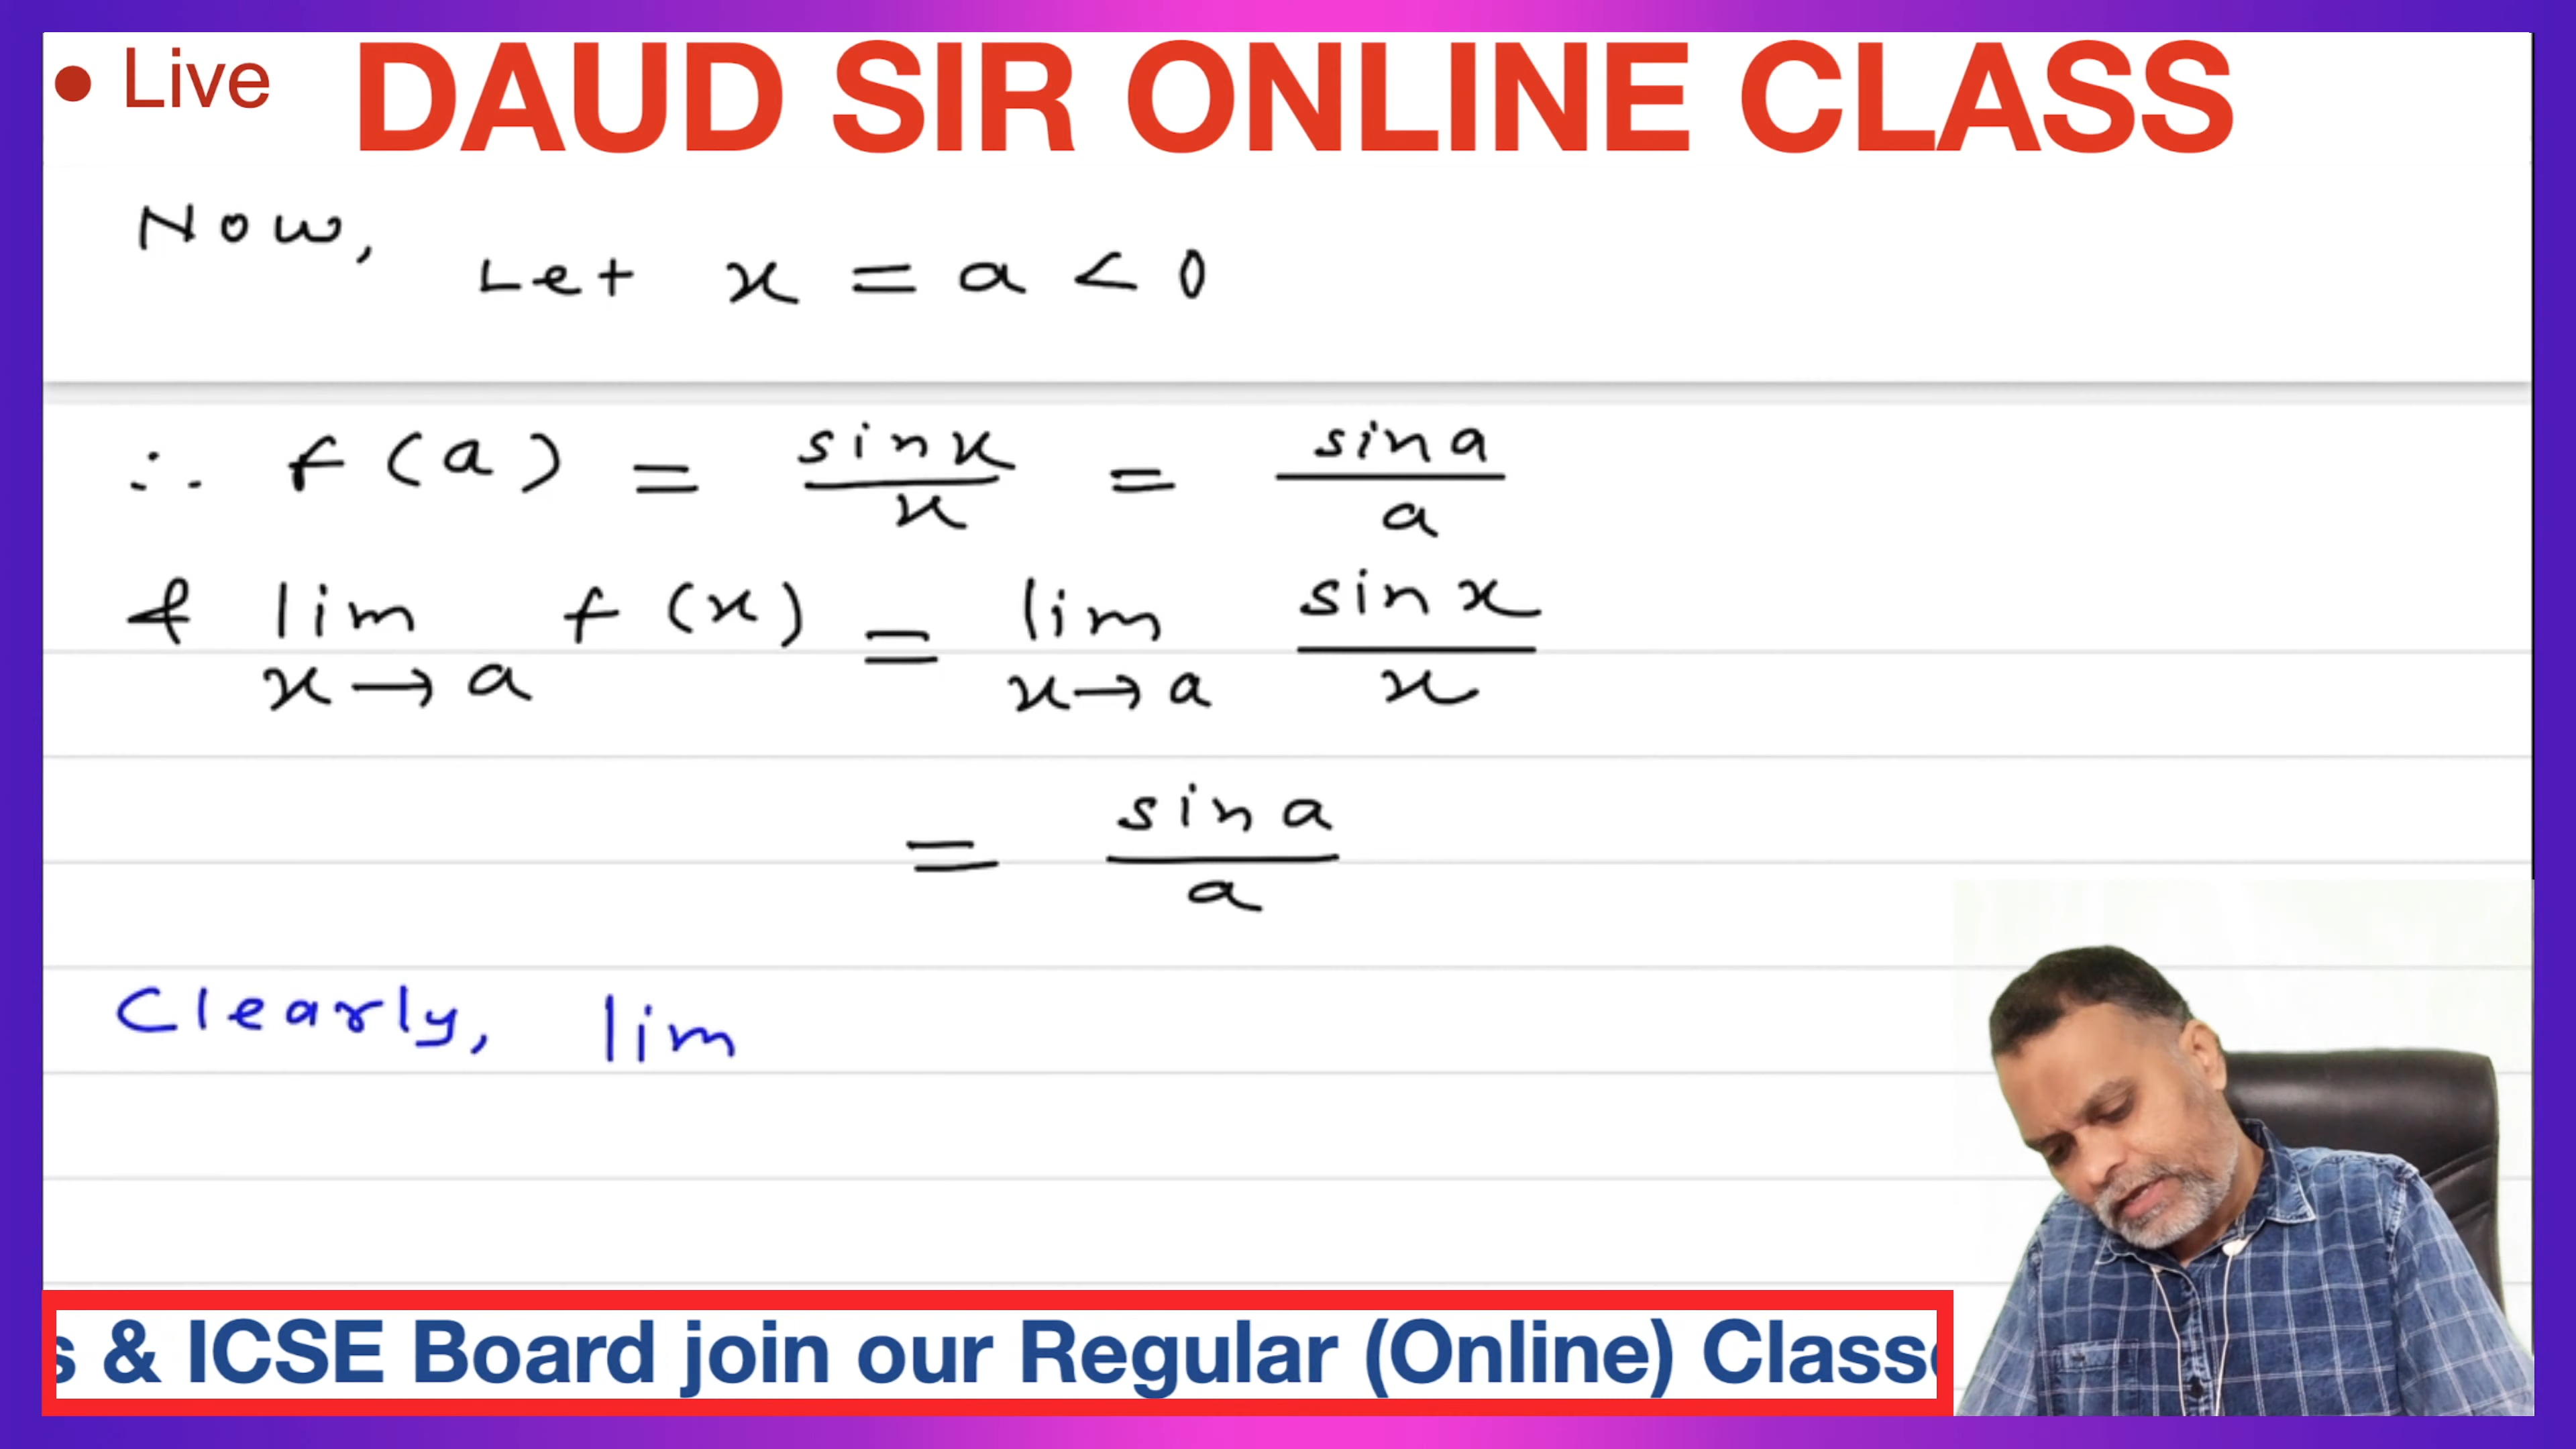 • Live DAUD SIR ONLINE CLASS
Now,
Let x = a < 0
∴ f(a) = sin x / x = sin a / a
& lim x→a f(x) = lim x→a sin x / x
= sin a / a
Clearly, lim
& ICSE Board join our Regular (Online)